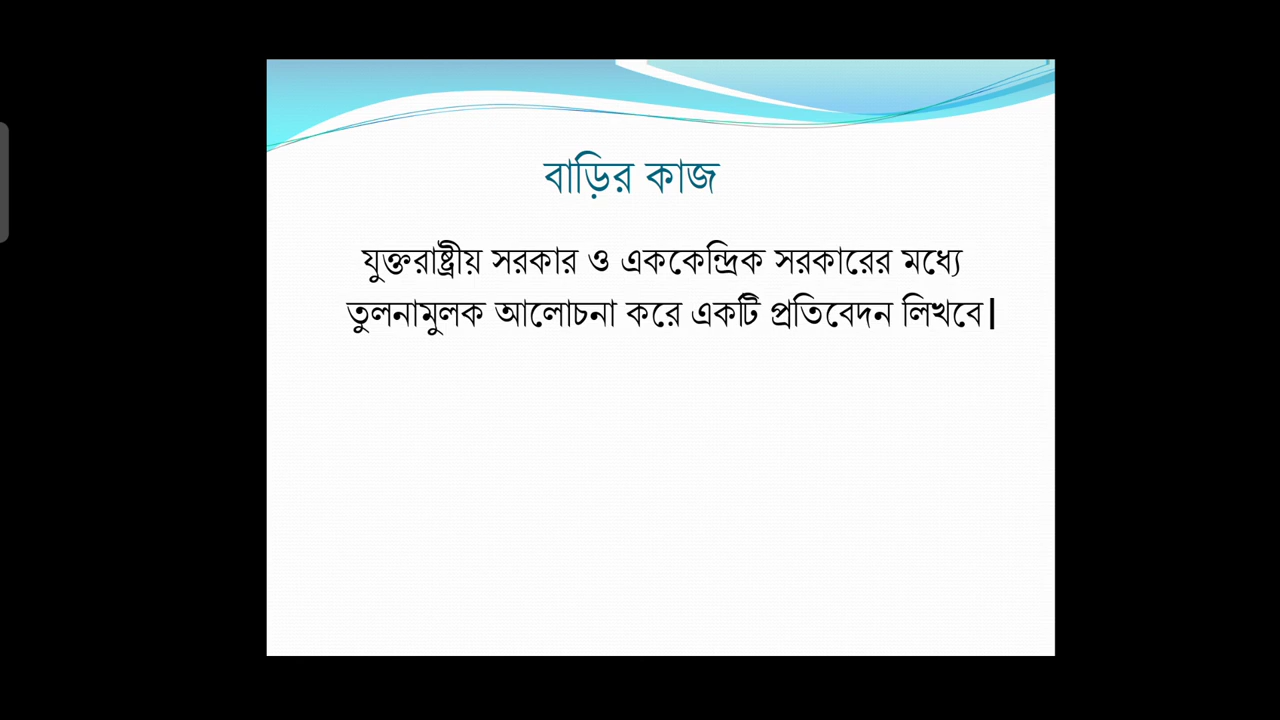 বাড়ির কাজ
যুক্তরাষ্ট্রীয় সরকার ও এককেন্দ্রিক সরকারের মধ্যে
তুলনামুলক আলোচনা করে একটি প্রতিবেদন লিখবে।